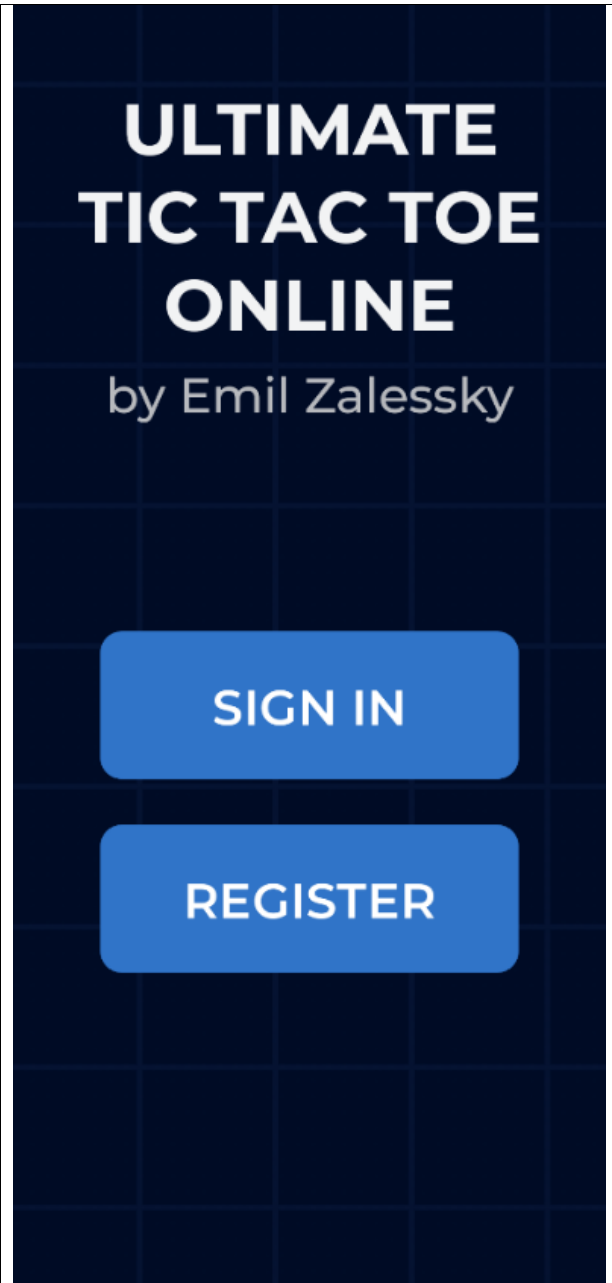 ULTIMATE
TIC TAC TOE
ONLINE
by Emil Zalessky
SIGN IN
REGISTER